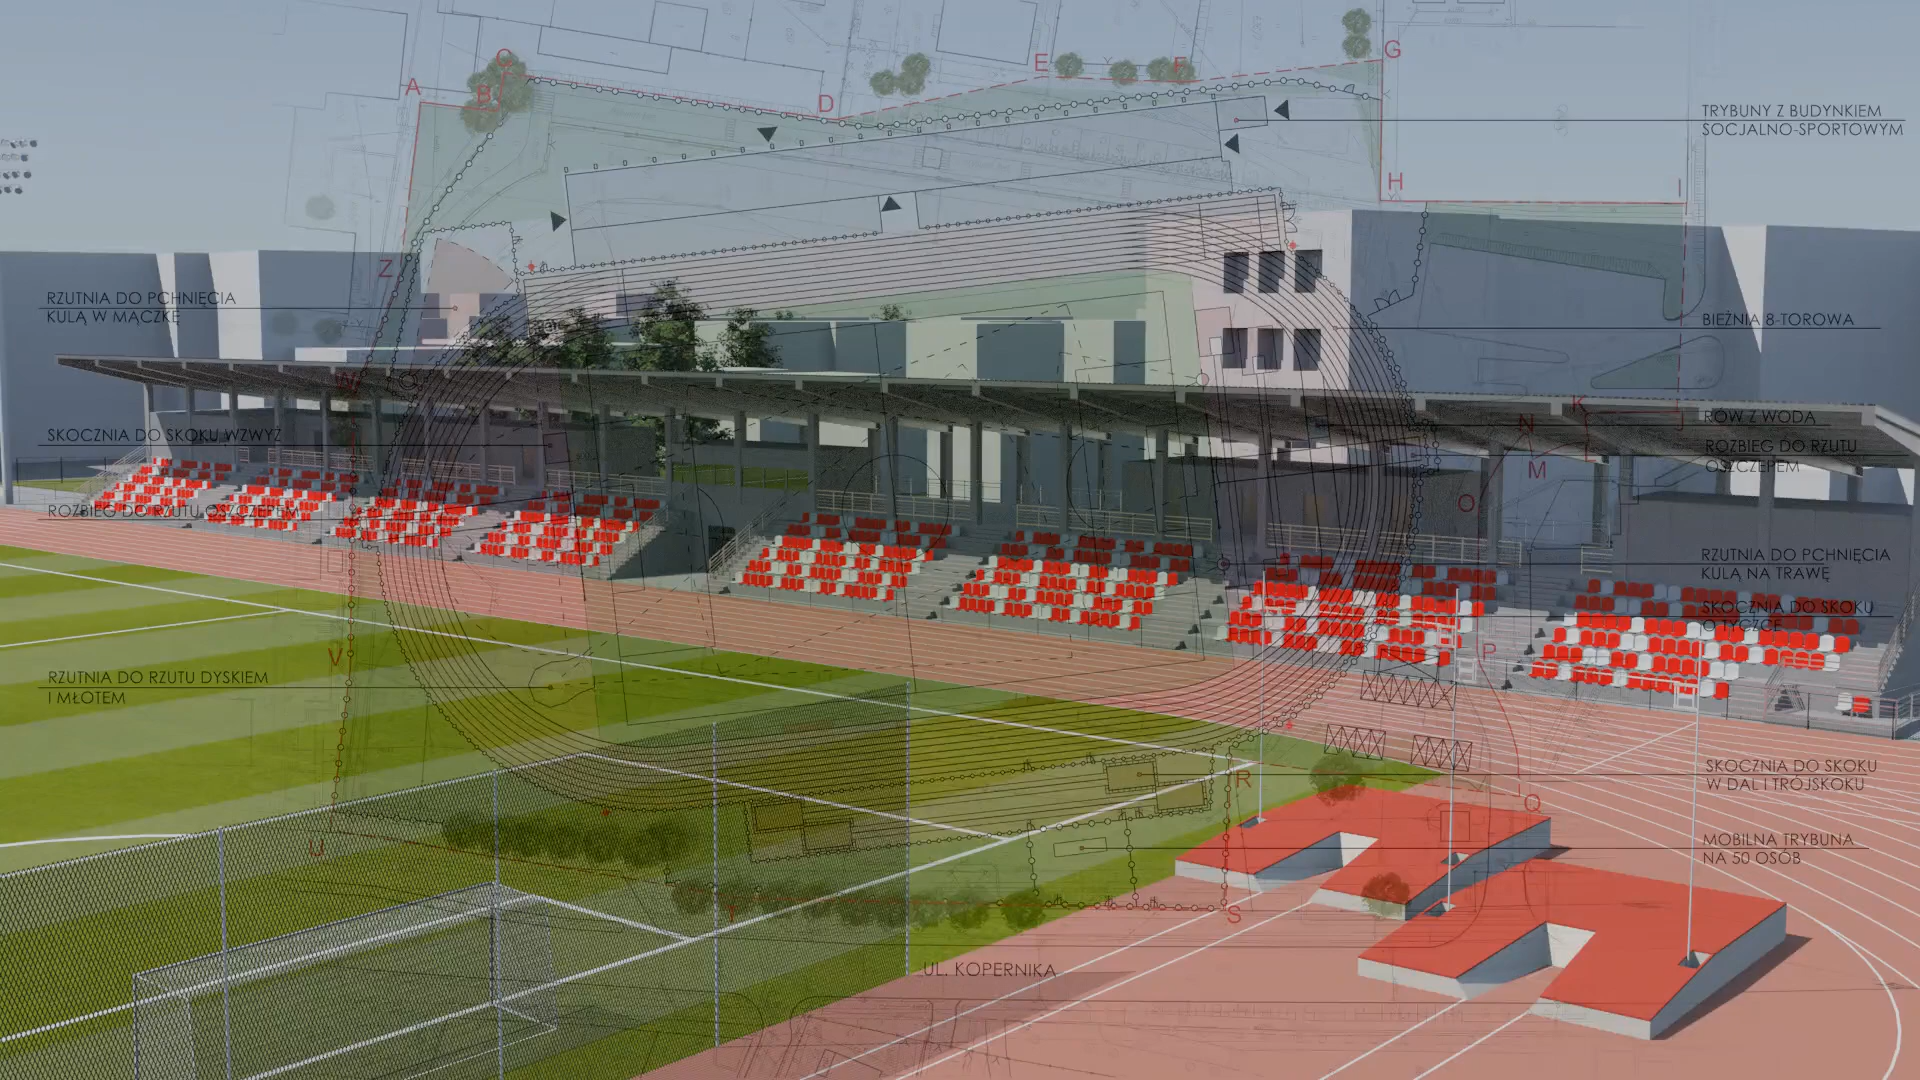 C
G
A
B
E
F
D
TRYBUNY Z BUDYNKIEM
SOCJALNO-SPORTOWYM
H
I
Z
RZUTNIA DO PCHNIĘCIA
KULĄ W MĄCZKĘ
BIEŻNIA 8-TOROWA
W
K
J
RÓW Z WODĄ
N
SKOCZNIA DO SKOKU WZWYŻ
ROZBIEG DO RZUTU
OSZCZEPEM
M
O
ROZBIEG DO RZUTU OSZCZEPEM
RZUTNIA DO PCHNIĘCIA
KULĄ NA TRAWĘ
SKOCZNIA DO SKOKU
O TYCZCE
V
P
RZUTNIA DO RZUTU DYSKIEM
I MŁOTEM
SKOCZNIA DO SKOKU
W DAL I TRÓJSKOKU
R
Q
U
MOBILNA TRYBUNA
NA 50 OSÓB
T
S
UL. KOPERNIKA